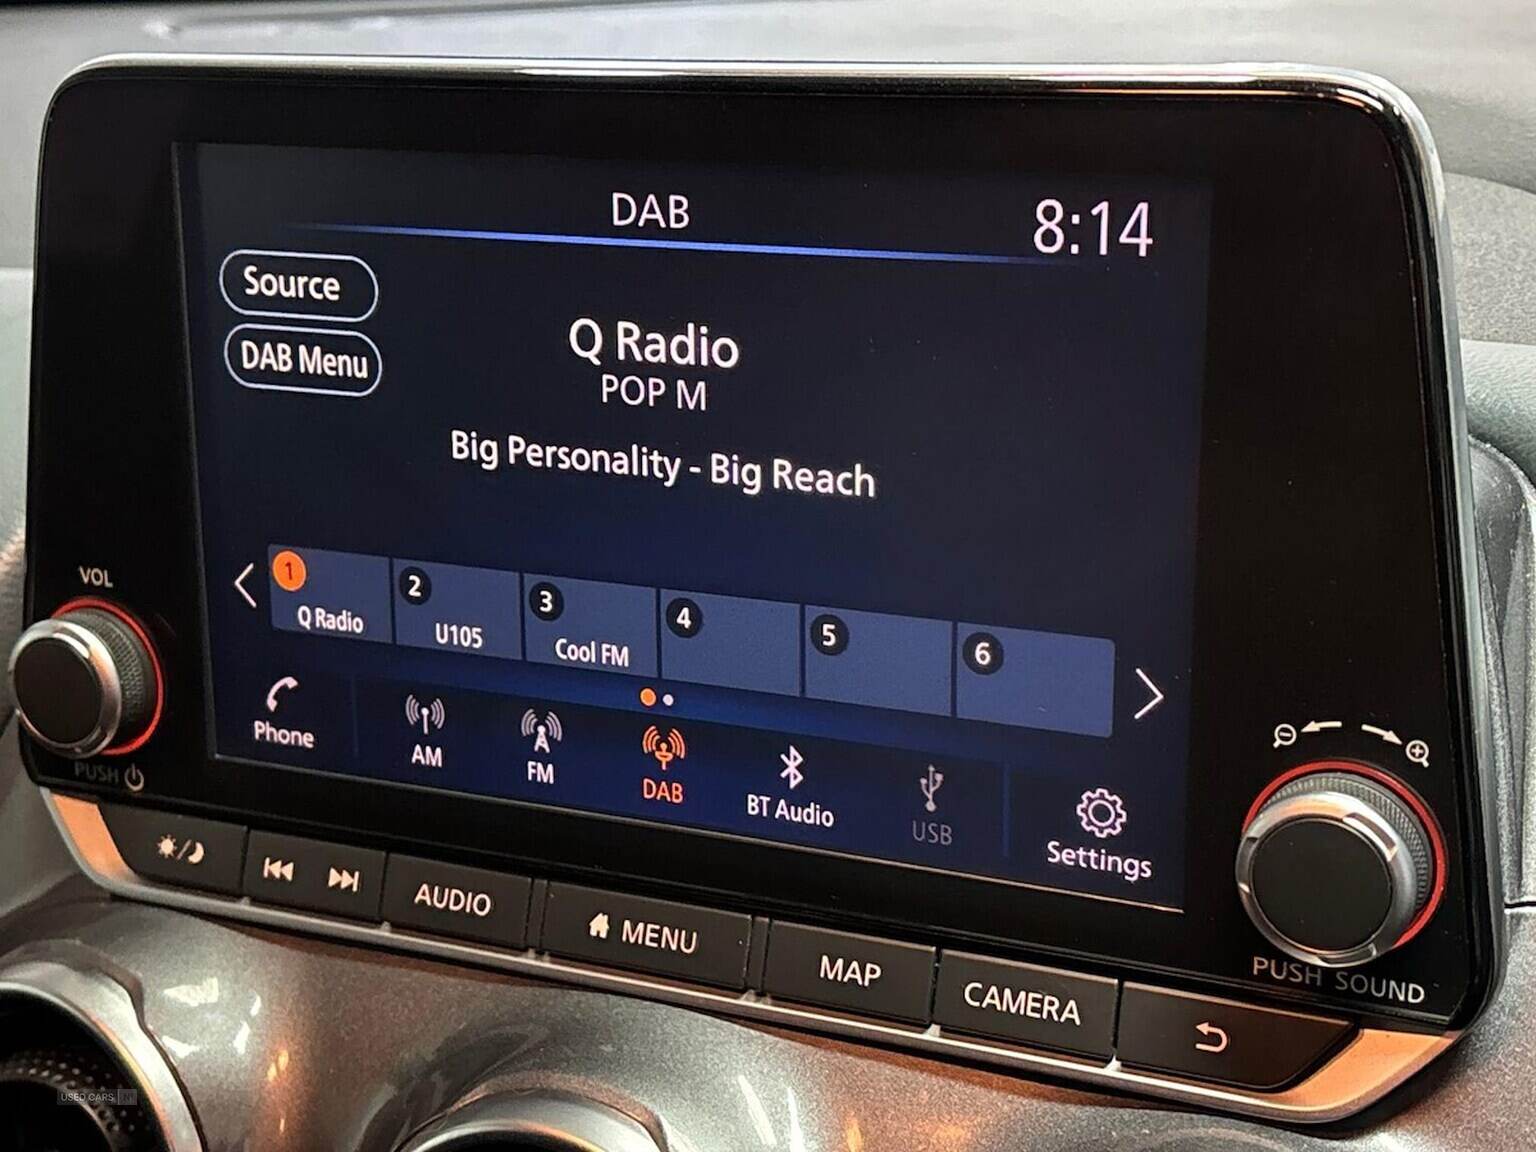 DAB
8:14
Source
DAB Menu
Q Radio
POP M
Big Personality - Big Reach
1
Q Radio
2
U105
3
Cool FM
4
5
6
Phone
AM
FM
DAB
BT Audio
USB
Settings
VOL
PUSH
PUSH SOUND
AUDIO
MENU
MAP
CAMERA
USED CARS NI